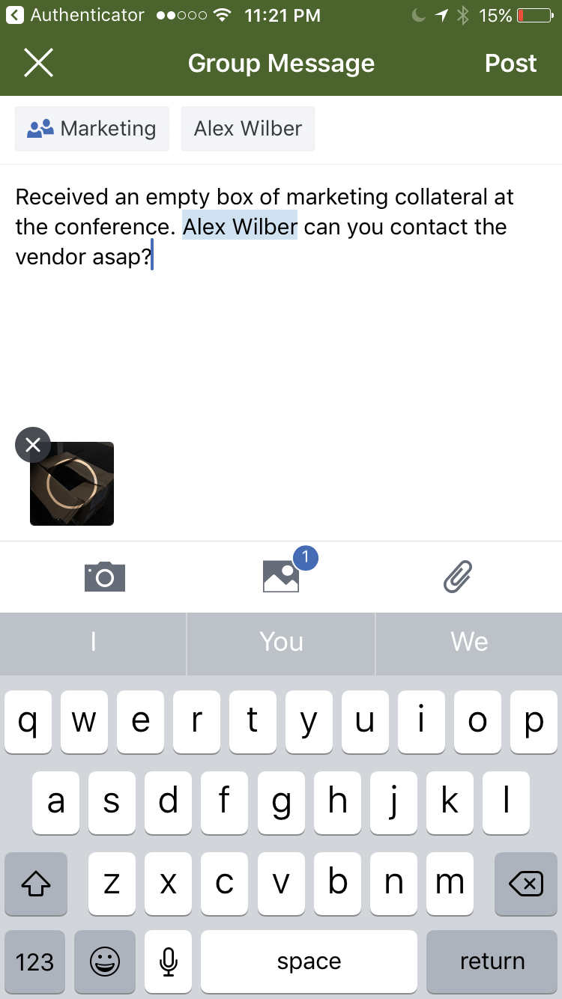 Authenticator 11:21 PM 15%
Group Message Post
Marketing Alex Wilber
Received an empty box of marketing collateral at
the conference. Alex Wilber can you contact the
vendor asap?
1
I You We
q w e r t y u i o p
a s d f g h j k l
z x c v b n m
123 space return